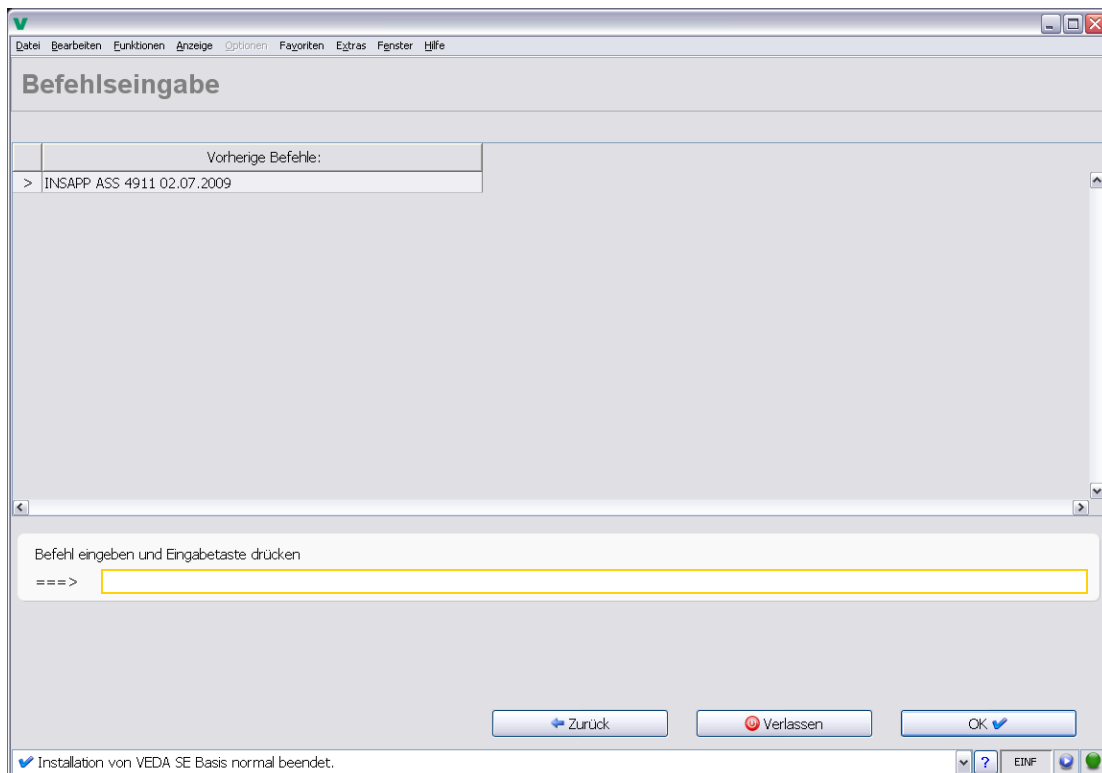 Datei Bearbeiten Funktionen Anzeige Optionen Favoriten Extras Fenster Hilfe
Befehlseingabe
Vorherige Befehle:
> INSAPP ASS 4911 02.07.2009
Befehl eingeben und Eingabetaste drücken
===>
Zurück Verlassen OK
Installation von VEDA SE Basis normal beendet. ? EINF